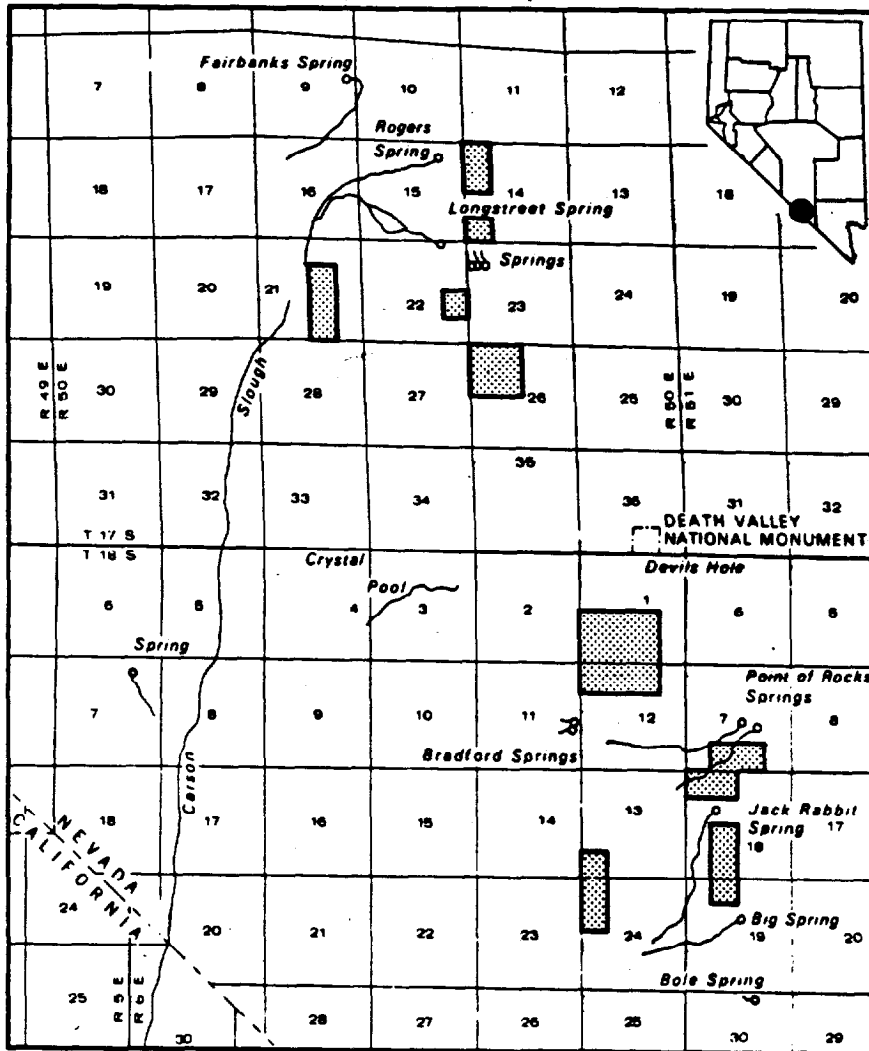 Fairbanks Spring
7 8 9 10 11 12
Rogers
Spring
18 17 16 15 14 13 18
Longstreet Spring
Springs
19 20 21 22 23 24 19 20
R 49 E
R 50 E
Slough
R 50 E
R 51 E
30 29 28 27 26 25 30 29
35
31 32 33 34 36 31 32
T 17 S
T 18 S
DEATH VALLEY
NATIONAL MONUMENT
Crystal
Devils Hole
Pool
6 5 4 3 2 1 6 6
Spring
Point of Rocks
Springs
7 8 9 10 11 12 7 8
Bradford Springs
Carson
Jack Rabbit
Spring
18 17 16 15 14 13 18 17
NEVADA
CALIFORNIA
24 20 21 22 23 24 19 20
Big Spring
Bole Spring
25
R 5 E
R 6 E
30 28 27 26 25 30 29